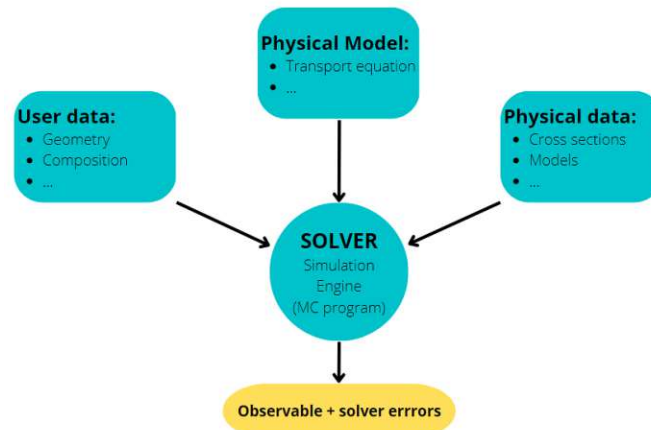 Physical Model:
• Transport equation
• ...
User data:
• Geometry
• Composition
• ...
Physical data:
• Cross sections
• Models
• ...
SOLVER
Simulation
Engine
(MC program)
Observable + solver errrors